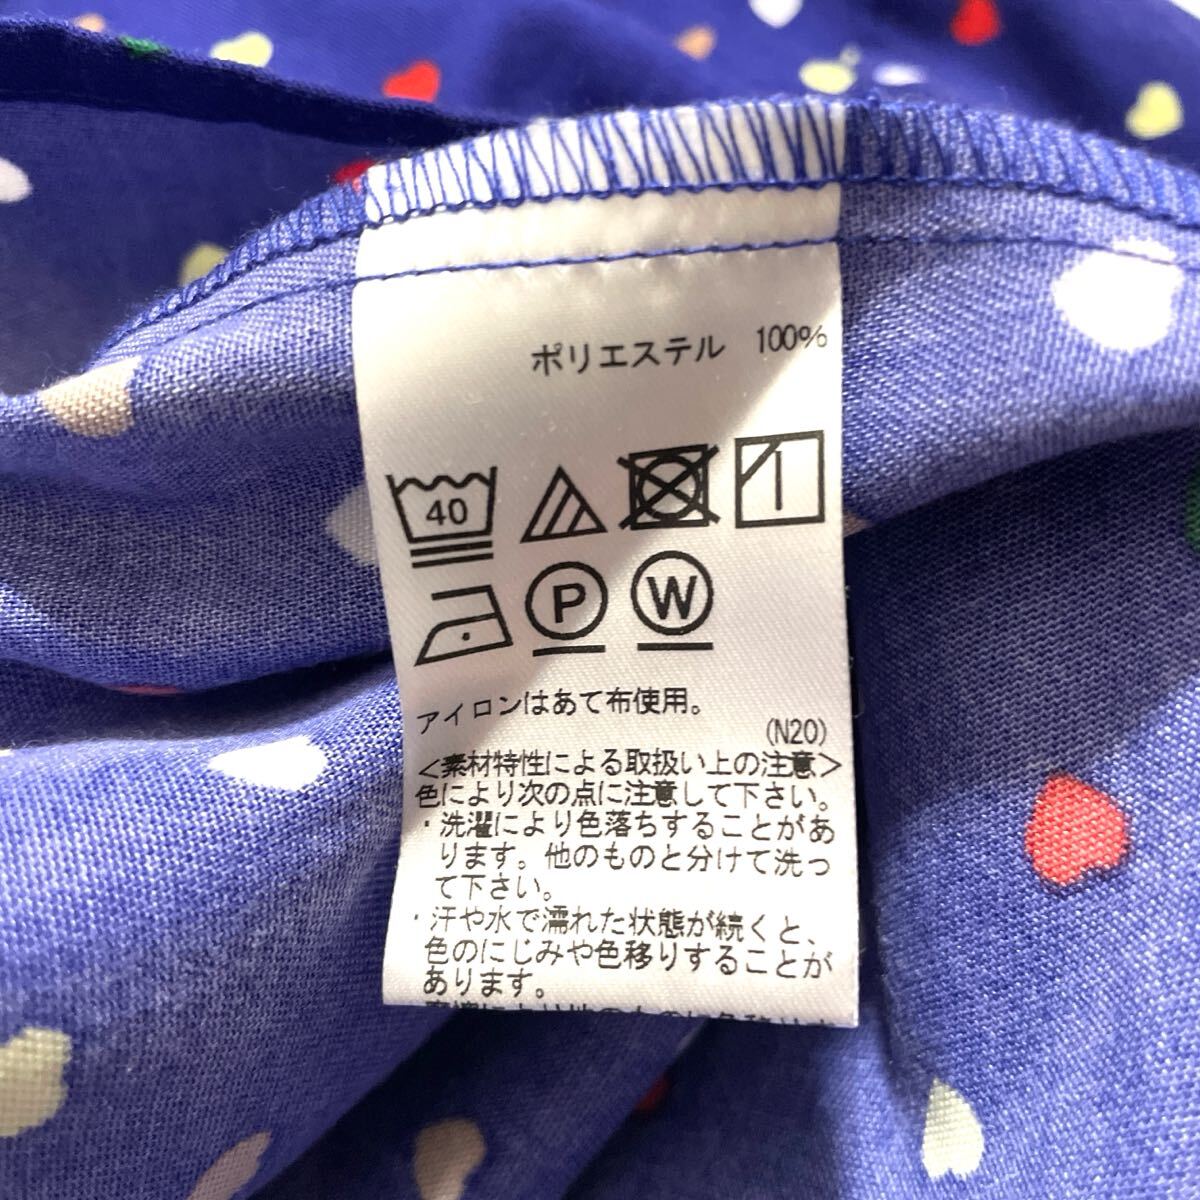 ポリエステル 100%
40
P W
アイロンはあて布使用。
(N20)
<素材特性による取扱い上の注意>
色により次の点に注意して下さい。
・洗濯により色落ちすることがあ
ります。他のものと分けて洗っ
て下さい。
・汗や水で濡れた状態が続くと、
色のにじみや色移りすることが
あります。